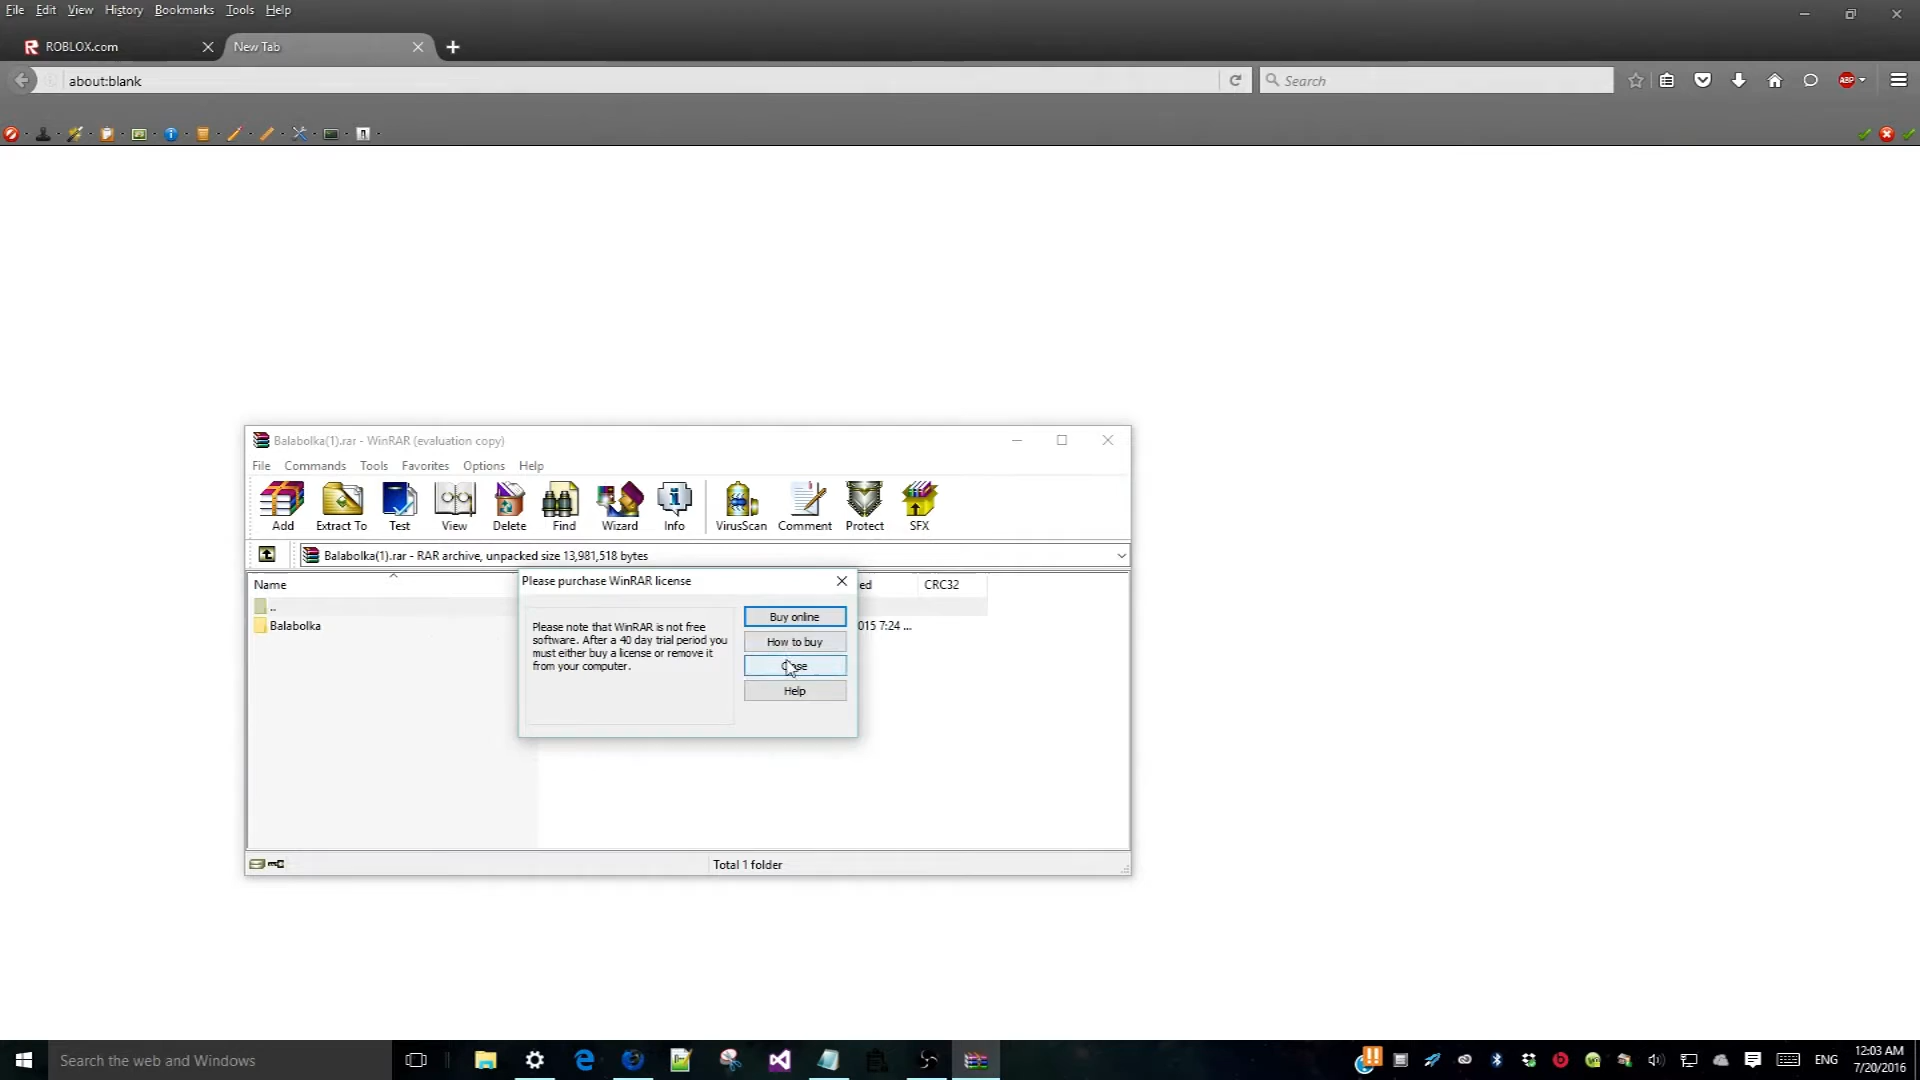 File Edit View History Bookmarks Tools Help
ROBLOX.com
New Tab
about:blank
Search
ABP
Balabolka(1).rar - WinRAR (evaluation copy)
File Commands Tools Favorites Options Help
Add Extract To Test View Delete Find Wizard Info VirusScan Comment Protect SFX
Balabolka(1).rar - RAR archive, unpacked size 13,981,518 bytes
Name
ed
CRC32
..
Balabolka
015 7:24 ...
Please purchase WinRAR license
Please note that WinRAR is not free
software. After a 40 day trial period you
must either buy a license or remove it
from your computer.
Buy online
How to buy
Close
Help
Total 1 folder
Search the web and Windows
ENG
12:03 AM
7/20/2016